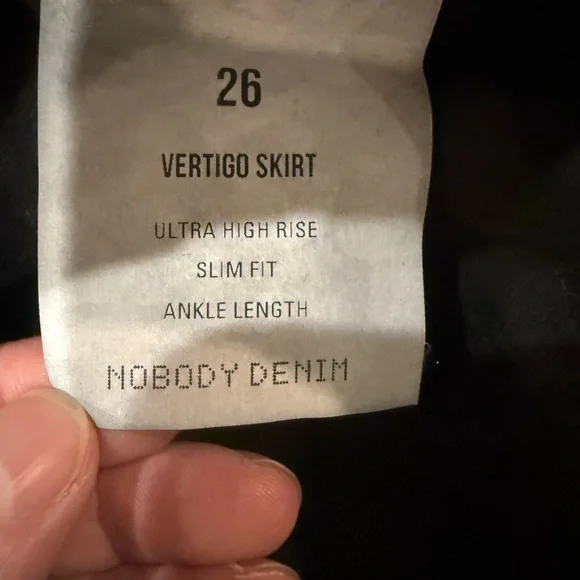 26
VERTIGO SKIRT
ULTRA HIGH RISE
SLIM FIT
ANKLE LENGTH
NOBODY DENIM